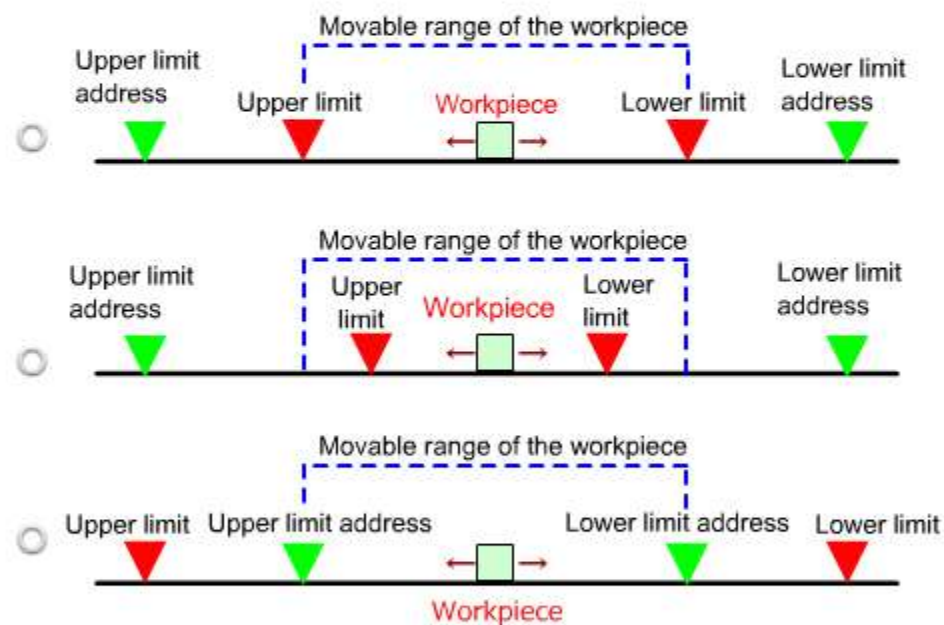 Movable range of the workpiece
Upper limit
address
Upper limit
Workpiece
Lower limit
Lower limit
address
Movable range of the workpiece
Upper limit
address
Upper
limit
Workpiece
Lower
limit
Lower limit
address
Movable range of the workpiece
Upper limit
Upper limit address
Lower limit address
Lower limit
Workpiece